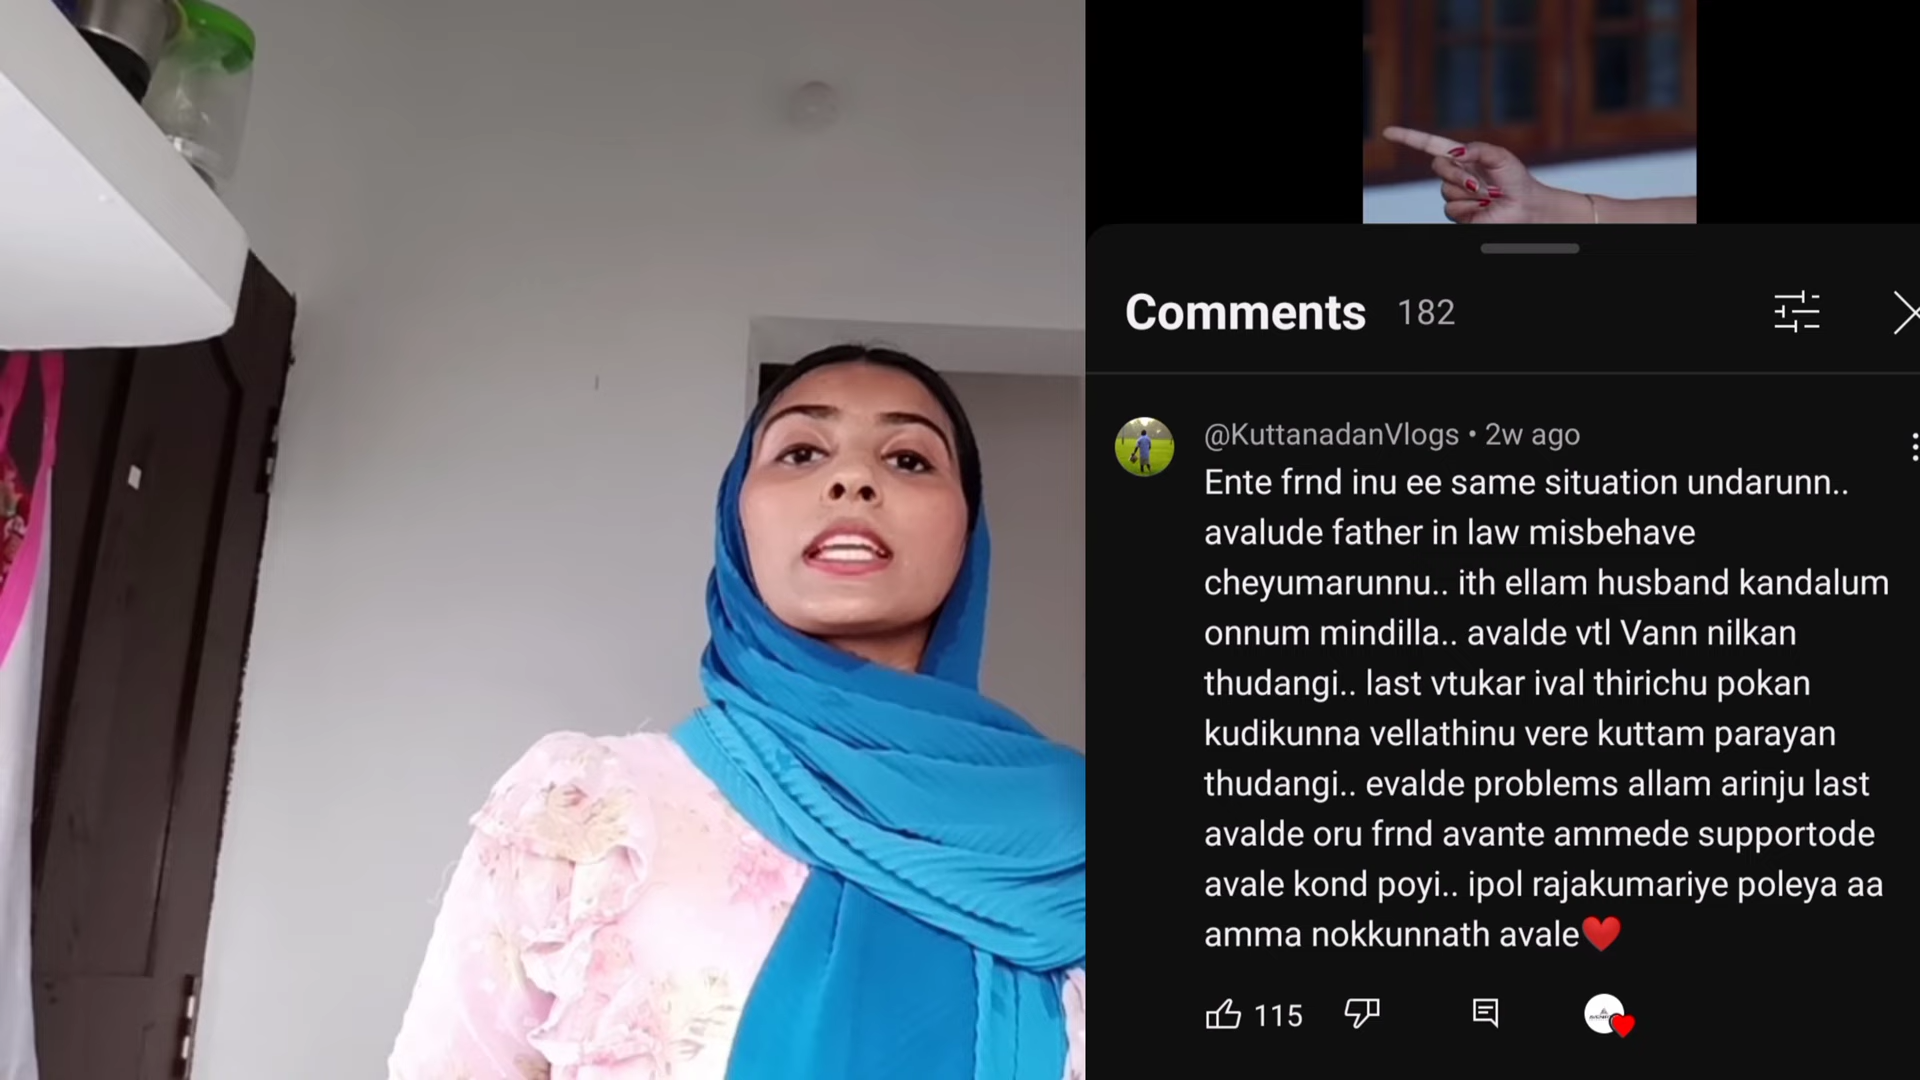 Comments 182
@KuttanadanVlogs • 2w ago
Ente frnd inu ee same situation undarunn..
avalude father in law misbehave
cheyumarunnu.. ith ellam husband kandalum
onnum mindilla.. avalde vtl Vann nilkan
thudangi.. last vtukar ival thirichu pokan
kudikunna vellathinu vere kuttam parayan
thudangi.. evalde problems allam arinju last
avalde oru frnd avante ammede supportode
avale kond poyi.. ipol rajakumariye poleya aa
amma nokkunnath avale❤️
115